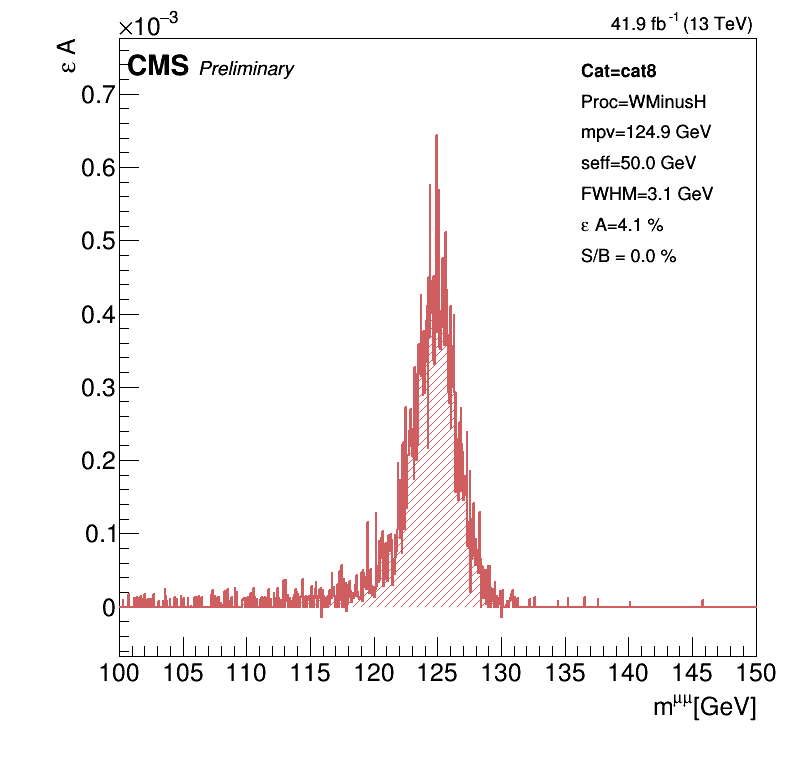 ×10⁻³
41.9 fb⁻¹ (13 TeV)
ε A
CMS Preliminary
Cat=cat8
Proc=WMinusH
mpv=124.9 GeV
seff=50.0 GeV
FWHM=3.1 GeV
ε A=4.1 %
S/B = 0.0 %
0.7
0.6
0.5
0.4
0.3
0.2
0.1
0
100 105 110 115 120 125 130 135 140 145 150
m^μμ[GeV]